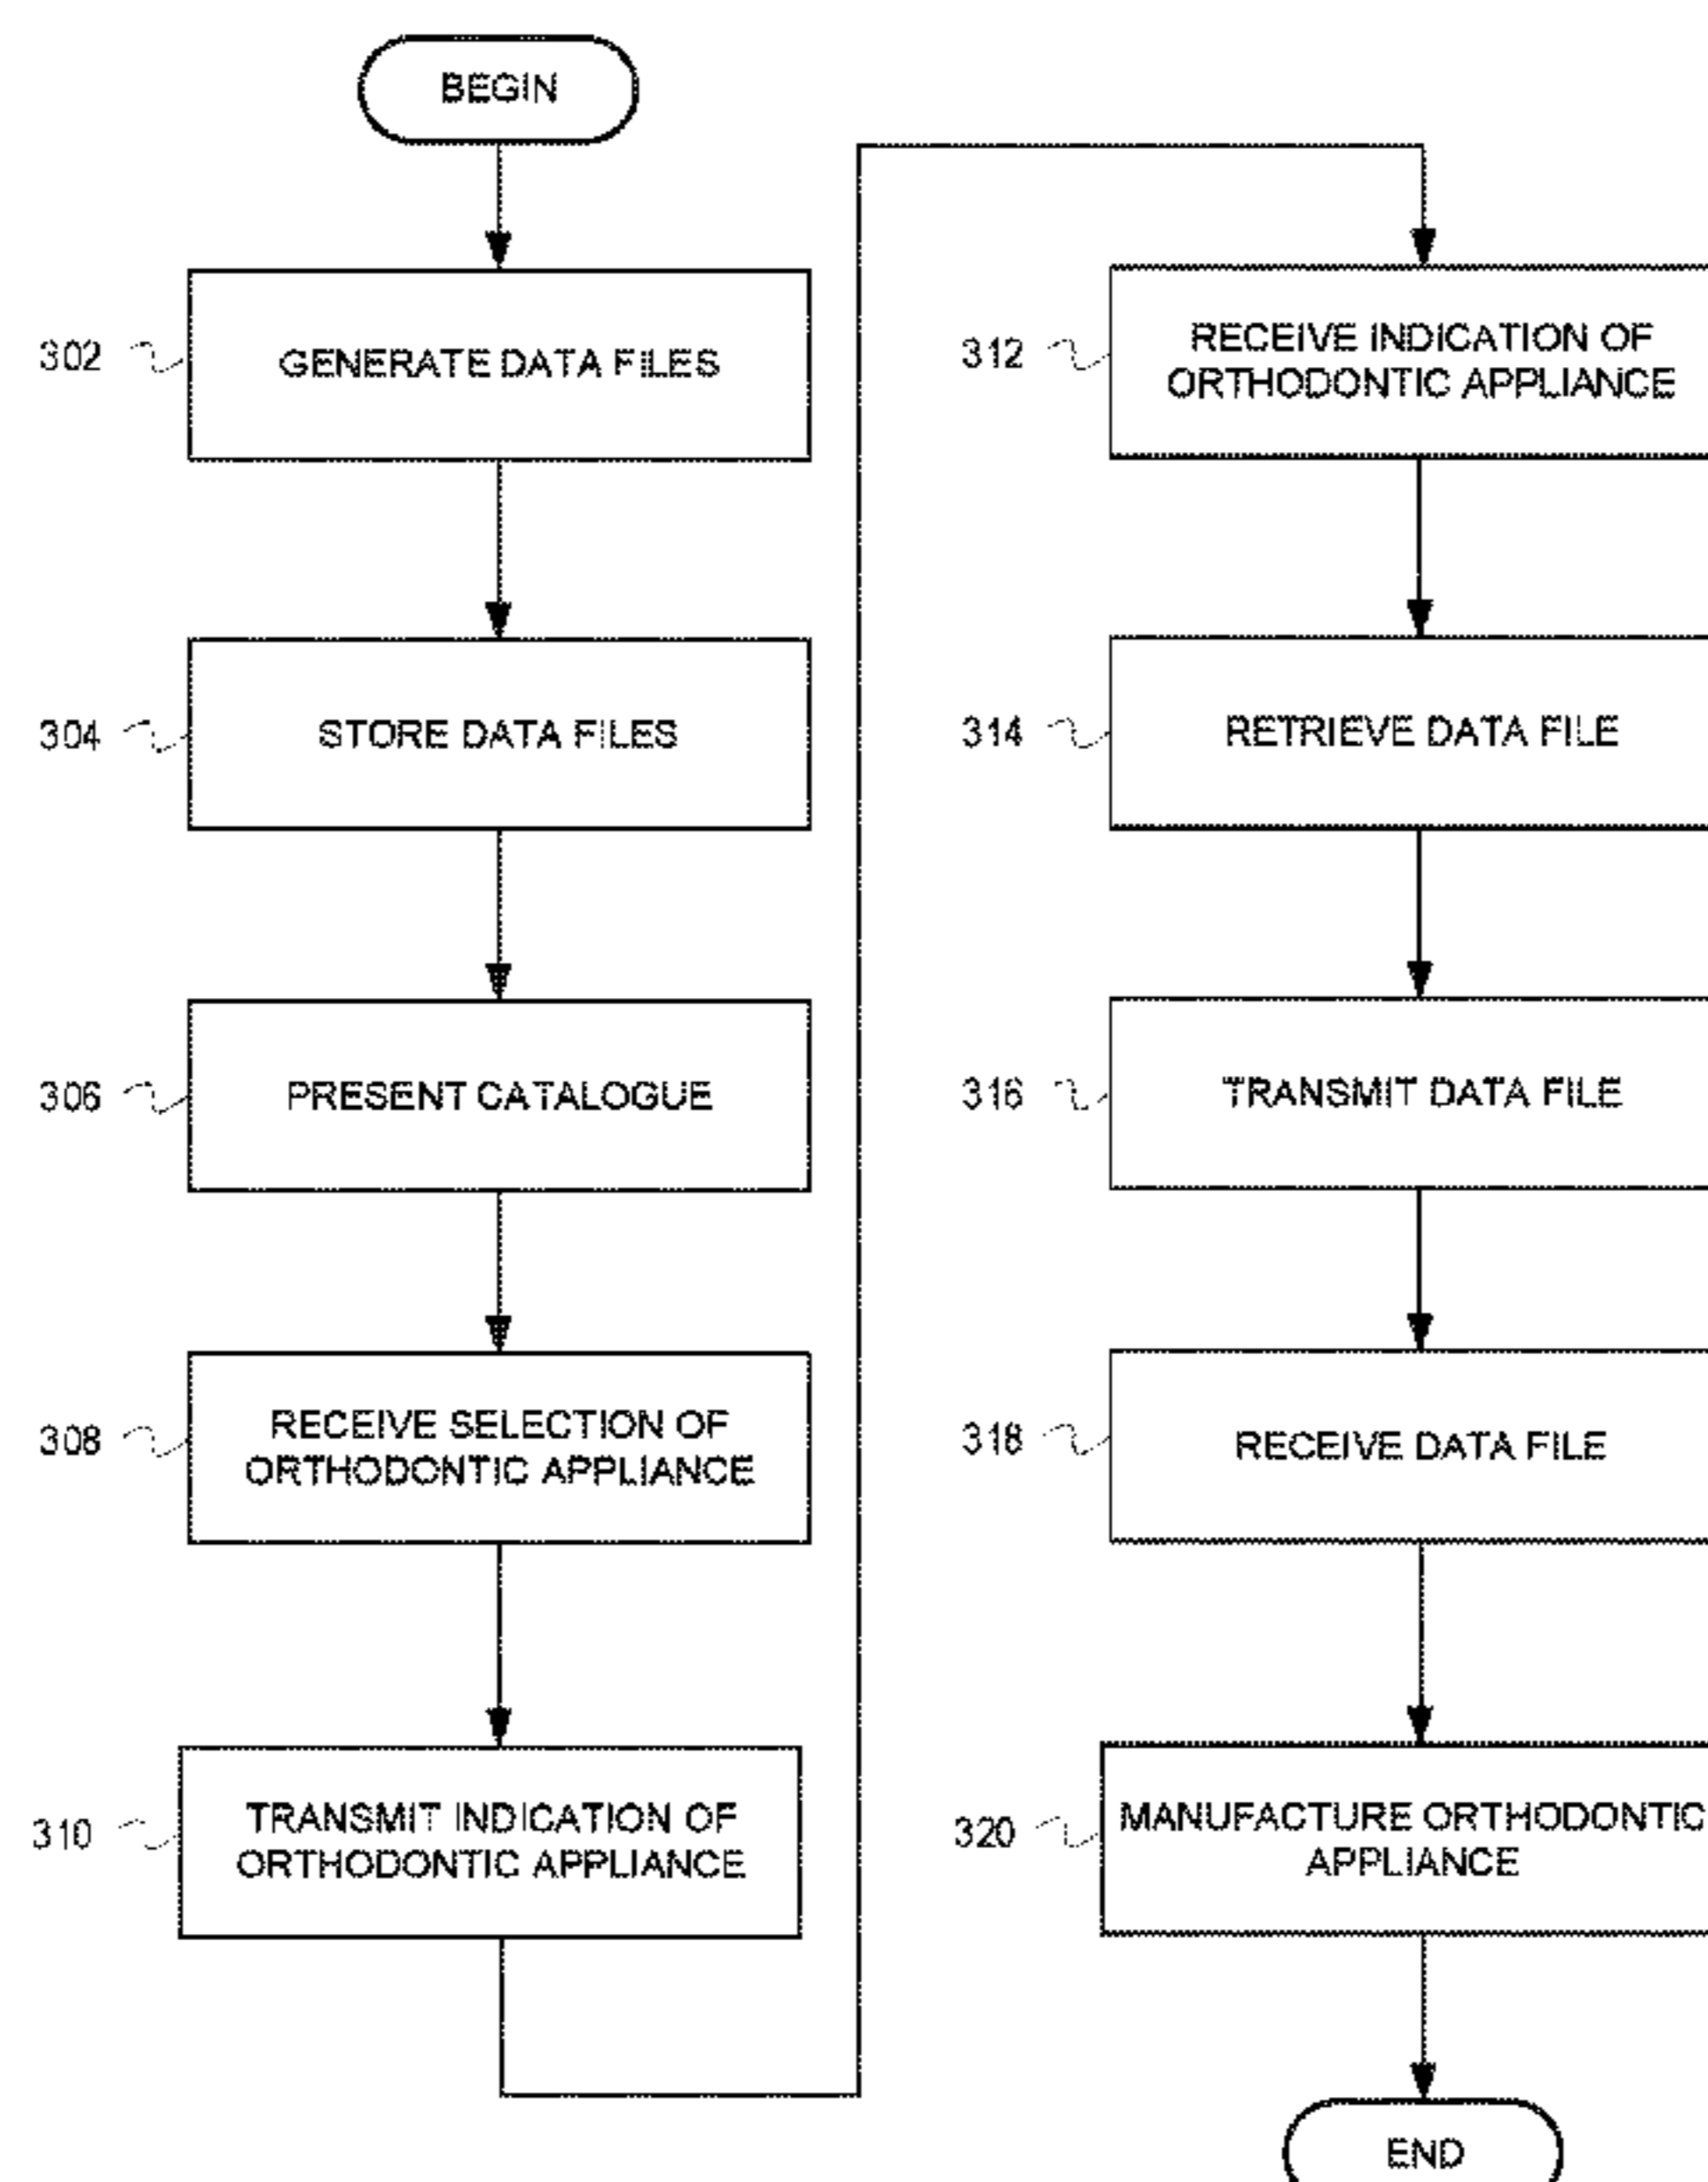 BEGIN
302
GENERATE DATA FILES
304
STORE DATA FILES
306
PRESENT CATALOGUE
308
RECEIVE SELECTION OF
ORTHODONTIC APPLIANCE
310
TRANSMIT INDICATION OF
ORTHODONTIC APPLIANCE
312
RECEIVE INDICATION OF
ORTHODONTIC APPLIANCE
314
RETRIEVE DATA FILE
316
TRANSMIT DATA FILE
318
RECEIVE DATA FILE
320
MANUFACTURE ORTHODONTIC
APPLIANCE
END